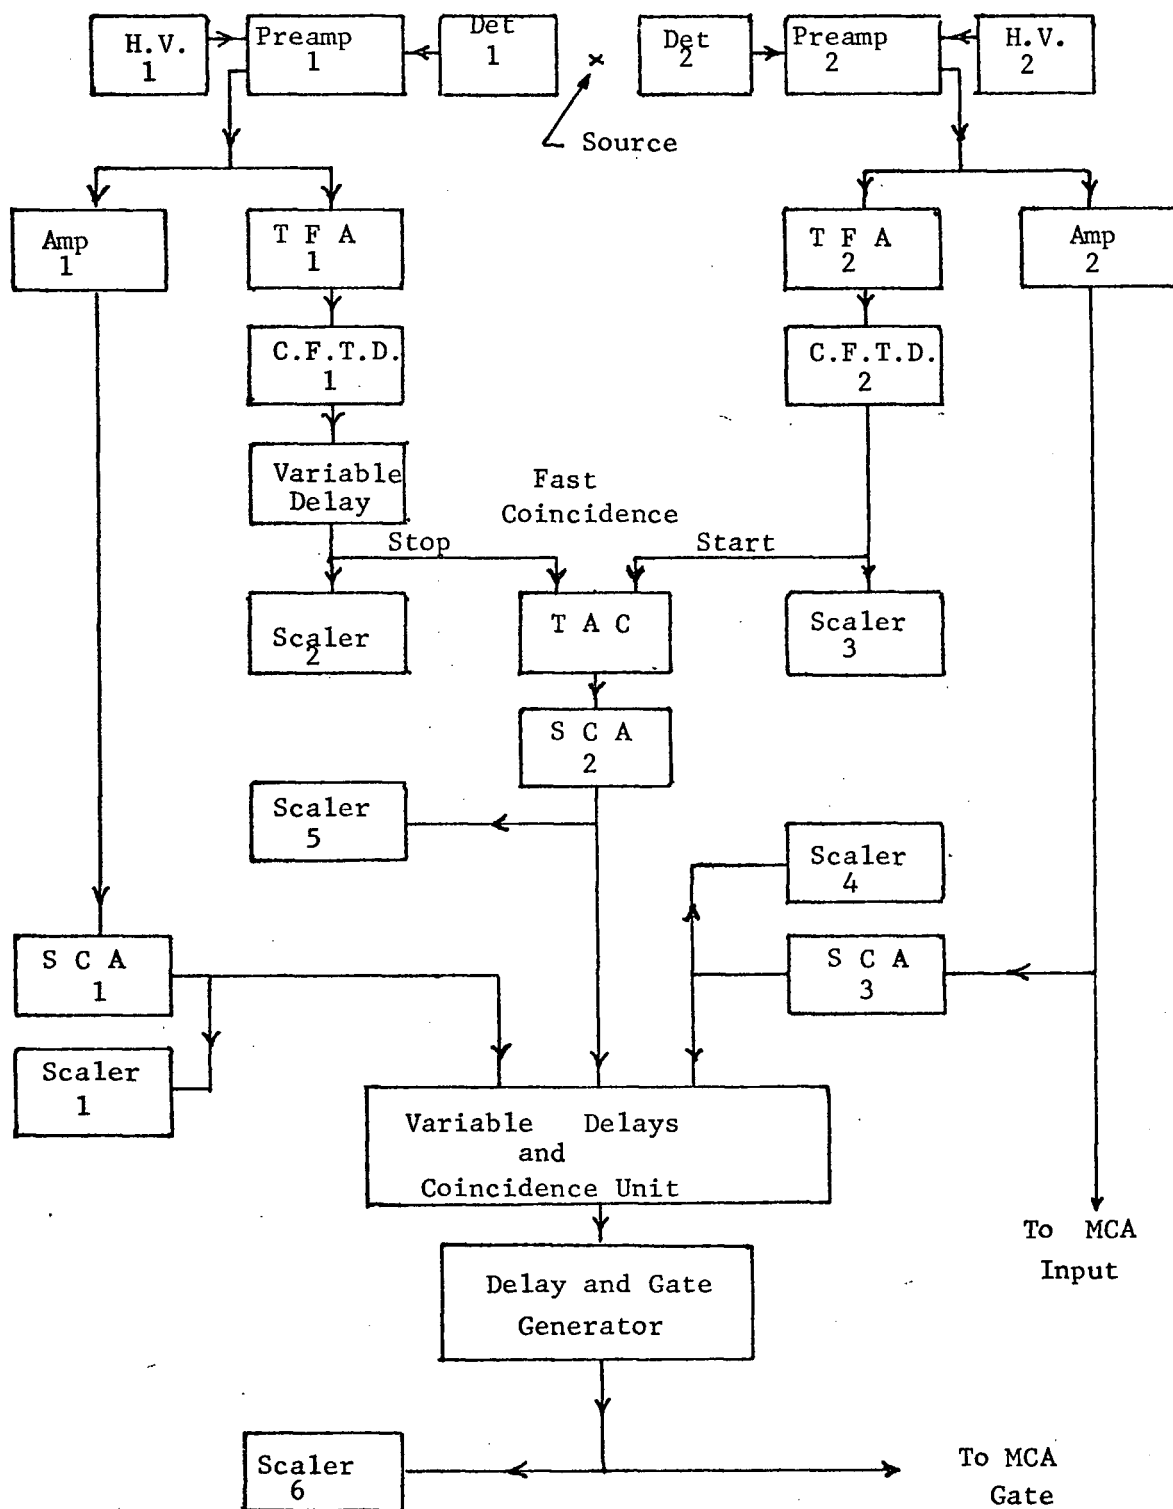 H.V.
1
Preamp
1
Det
1
Det
2
Preamp
2
H.V.
2
Source
Amp
1
T F A
1
T F A
2
Amp
2
C.F.T.D.
1
C.F.T.D.
2
Variable
Delay
Fast
Coincidence
Stop
Start
Scaler
2
T A C
Scaler
3
S C A
2
Scaler
5
Scaler
4
S C A
1
S C A
3
Scaler
1
Variable Delays
and
Coincidence Unit
To MCA
Input
Delay and Gate
Generator
Scaler
6
To MCA
Gate